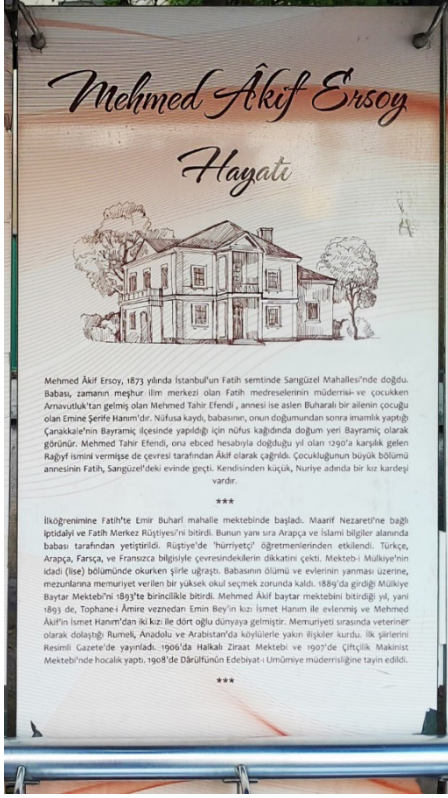 Mehmed Âkif Ersoy
Hayatı
Mehmed Âkif Ersoy, 1873 yılında İstanbul'un Fatih semtinde Sarıgüzel Mahallesi'nde doğdu.
Babası, zamanın meşhur ilim merkezi olan Fatih medreselerinin müderrisi ve çocukken
Arnavutluk'tan gelmiş olan Mehmed Tahir Efendi , annesi ise aslen Buharalı bir ailenin çocuğu
olan Emine Şerife Hanım'dır. Nüfusa kaydı, babasının, onun doğumundan sonra imamlık yaptığı
Çanakkale'nin Bayramiç ilçesinde yapıldığı için nüfus kağıdında doğum yeri Bayramiç olarak
görünür. Mehmed Tahir Efendi, ona ebced hesabıyla doğduğu yıl olan 1290'a karşılık gelen
Rağıyf ismini vermişse de çevresi tarafından Âkif olarak çağrıldı. Çocukluğunun büyük bölümü
annesinin Fatih, Sarıgüzel'deki evinde geçti. Kendisinden küçük, Nuriye adında bir kız kardeşi
vardır.
***
İlköğrenimine Fatih'te Emir Buharî mahalle mektebinde başladı. Maarif Nezareti'ne bağlı
iptidaîyi ve Fatih Merkez Rüştiyesi'ni bitirdi. Bunun yanı sıra Arapça ve İslami bilgiler alanında
babası tarafından yetiştirildi. Rüştiye'de 'hürriyetçi' öğretmenlerinden etkilendi. Türkçe,
Arapça, Farsça, ve Fransızca bilgisiyle çevresindekilerin dikkatini çekti. Mekteb-i Mülkiye'nin
idadi (lise) bölümünde okurken şiirle uğraştı. Babasının ölümü ve evlerinin yanması üzerine,
mezunlarına memuriyet verilen bir yüksek okul seçmek zorunda kaldı. 1889'da girdiği Mülkiye
Baytar Mektebi'ni 1893'te birincilikle bitirdi. Mehmed Âkif baytar mektebini bitirdiği yıl, yani
1893 de, Tophane-i Âmire veznedarı Emin Bey'in kızı İsmet Hanım ile evlenmiş ve Mehmed
Âkif'in İsmet Hanım'dan iki kızı ile dört oğlu dünyaya gelmiştir. Memuriyeti sırasında veteriner
olarak dolaştığı Rumeli, Anadolu ve Arabistan'da köylülerle yakın ilişkiler kurdu. İlk şiirlerini
Resimli Gazete'de yayınladı. 1906'da Halkalı Ziraat Mektebi ve 1907'de Çiftçilik Makinist
Mektebi'nde hocalık yaptı. 1908'de Dârülfünûn Edebiyat-ı Umûmiye müderrisliğine tayin edildi.
***